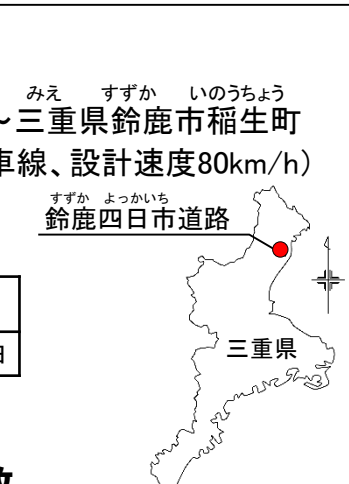 みえ すずか いのうちょう
～三重県鈴鹿市稲生町
車線、設計速度80km/h）
すずか よっかいち
鈴鹿四日市道路
三重県